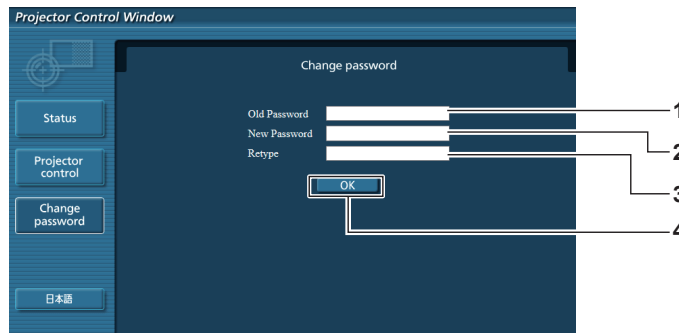 Projector Control Window
Change password
Status
Projector
control
Change
password
日本語
Old Password
New Password
Retype
OK
1
2
3
4